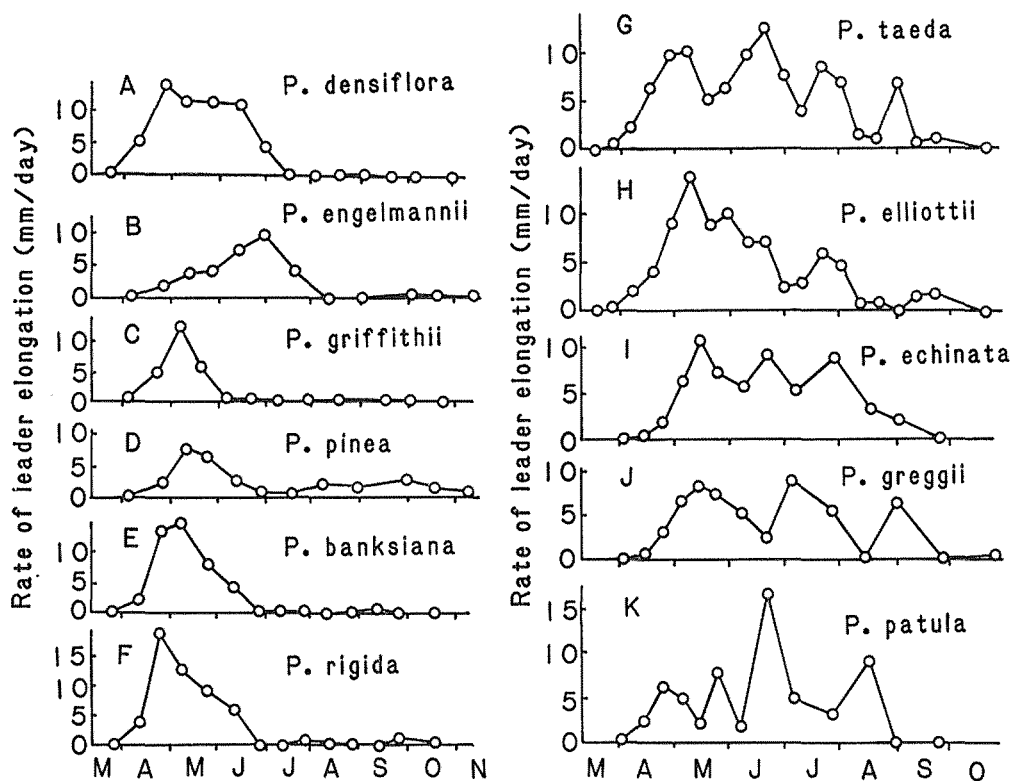 Rate of leader elongation (mm/day)
A P. densiflora
10
5
0
B P. engelmannii
10
5
0
C P. griffithii
10
5
0
D P. pinea
10
5
0
E P. banksiana
10
5
0
F P. rigida
15
10
5
0
M A M J J A S O N
Rate of leader elongation (mm/day)
G P. taeda
10
5
0
H P. elliottii
10
5
0
I P. echinata
10
5
0
J P. greggii
10
5
0
K P. patula
15
10
5
0
M A M J J A S O